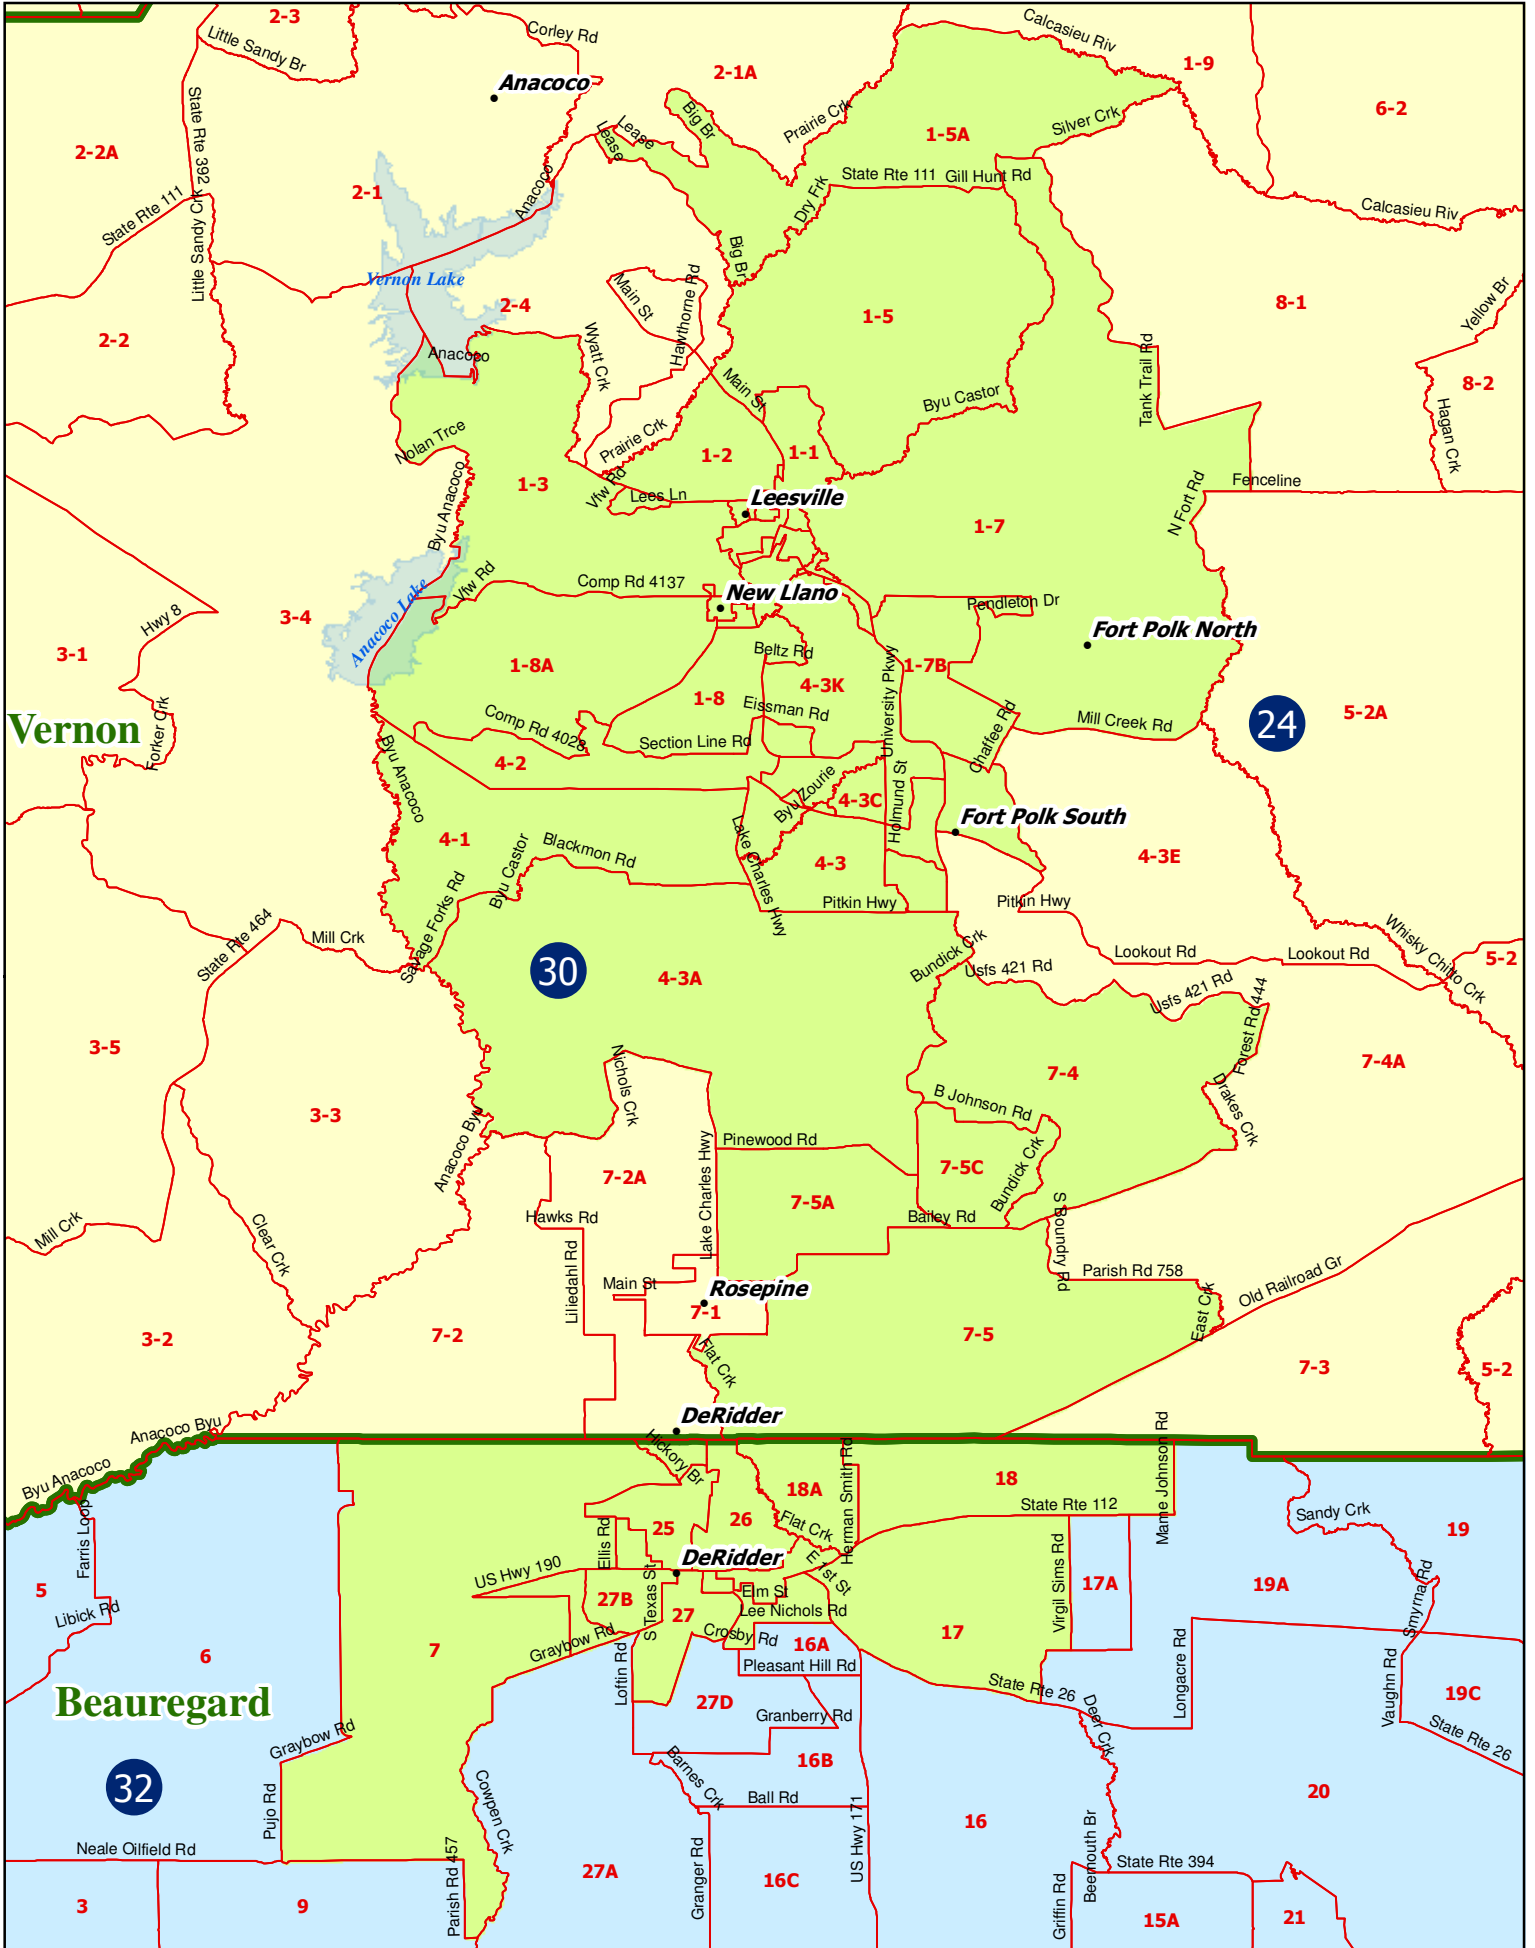 2-3
Corley Rd
Calcasieu Riv
Little Sandy Br
1-9
2-1A
Anacoco
6-2
State Rte 392
Big Br
Prairie Crk
Silver Crk
1-5A
Lease
Lease
2-2A
State Rte 111 Gill Hunt Rd
2-1
Anacoco
Dry Frk
State Rte 111
Little Sandy Crk
Calcasieu Riv
Big Br
Vernon Lake
2-4
Main St
Hawthorne Rd
8-1
Yellow Br
1-5
2-2
Anacoco
Wyatt Crk
Tank Trail Rd
8-2
Main St
Byu Castor
Hagan Crk
Nolan Trce
Prairie Crk
1-2
1-1
1-3
Vfw Rd
Lees Ln
Fenceline
Leesville
N Fort Rd
Byu Anacoco
1-7
Vfw Rd
Comp Rd 4137
New Llano
Pendleton Dr
Hwy 8
3-4
Anacoco Lake
Fort Polk North
3-1
1-8A
Beltz Rd
1-7B
4-3K
University Pkwy
1-8
Eissman Rd
5-2A
Vernon
Forker Crk
Comp Rd 4028
Section Line Rd
Chaffee Rd
Mill Creek Rd
24
Byu Anacoco
4-2
Byu Zourie
4-3C
Holmund St
Fort Polk South
4-1
Lake Charles Hwy
Byu Castor
Blackmon Rd
4-3
4-3E
Savage Forks Rd
Pitkin Hwy
Pitkin Hwy
State Rte 464
Mill Crk
Bundick Crk
Lookout Rd
Lookout Rd
Whisky Chitto Crk
5-2
30
4-3A
Usfs 421 Rd
Usfs 421 Rd
Forest Rd 444
3-5
7-4
7-4A
Nichols Crk
Drakes Crk
3-3
B Johnson Rd
Anacoco Byu
Pinewood Rd
7-2A
7-5C
Bundick Crk
Lake Charles Hwy
7-5A
Mill Crk
Clear Crk
Hawks Rd
Bailey Rd
S Boundry Rd
Liliedahl Rd
Parish Rd 758
Main St
Rosepine
Old Railroad Gr
7-1
East Crk
3-2
7-2
7-5
Flat Crk
7-3
5-2
DeRidder
Anacoco Byu
Mame Johnson Rd
Byu Anacoco
Hickory Br
Herman Smith Rd
18A
18
State Rte 112
Farris Loop
Sandy Crk
25
26
Flat Crk
19
Ellis Rd
DeRidder
E 1st St
Virgil Sims Rd
US Hwy 190
5
27B
S Texas St
Elm St
17A
19A
Smyrna Rd
Libick Rd
27
Lee Nichols Rd
Graybow Rd
Crosby Rd
17
6
7
16A
Longacre Rd
Loftin Rd
Pleasant Hill Rd
Beauregard
27D
State Rte 26
Vaughn Rd
19C
Granberry Rd
Deer Crk
State Rte 26
Graybow Rd
Barnes Crk
16B
32
Pujo Rd
Cowpen Crk
Ball Rd
US Hwy 171
16
20
Neale Oilfield Rd
Beemouth Br
Parish Rd 457
27A
Granger Rd
16C
State Rte 394
3
9
Griffin Rd
15A
21